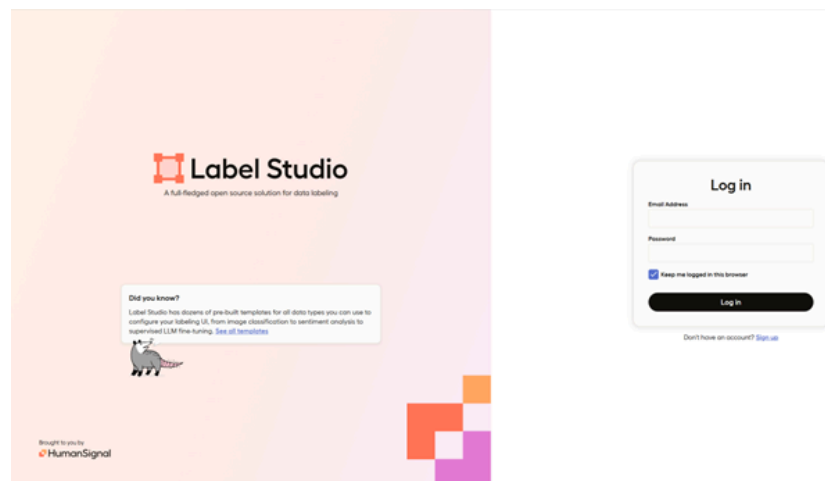 Label Studio
A full-fledged open source solution for data labeling
Did you know?
Label Studio has dozens of pre-built templates for all data types you can use to
configure your labeling UI, from image classification to sentiment analysis to
supervised LLM fine-tuning. See all templates
Brought to you by
HumanSignal
Log in
Email Address
Password
Keep me logged in this browser
Log in
Don't have an account? Sign up